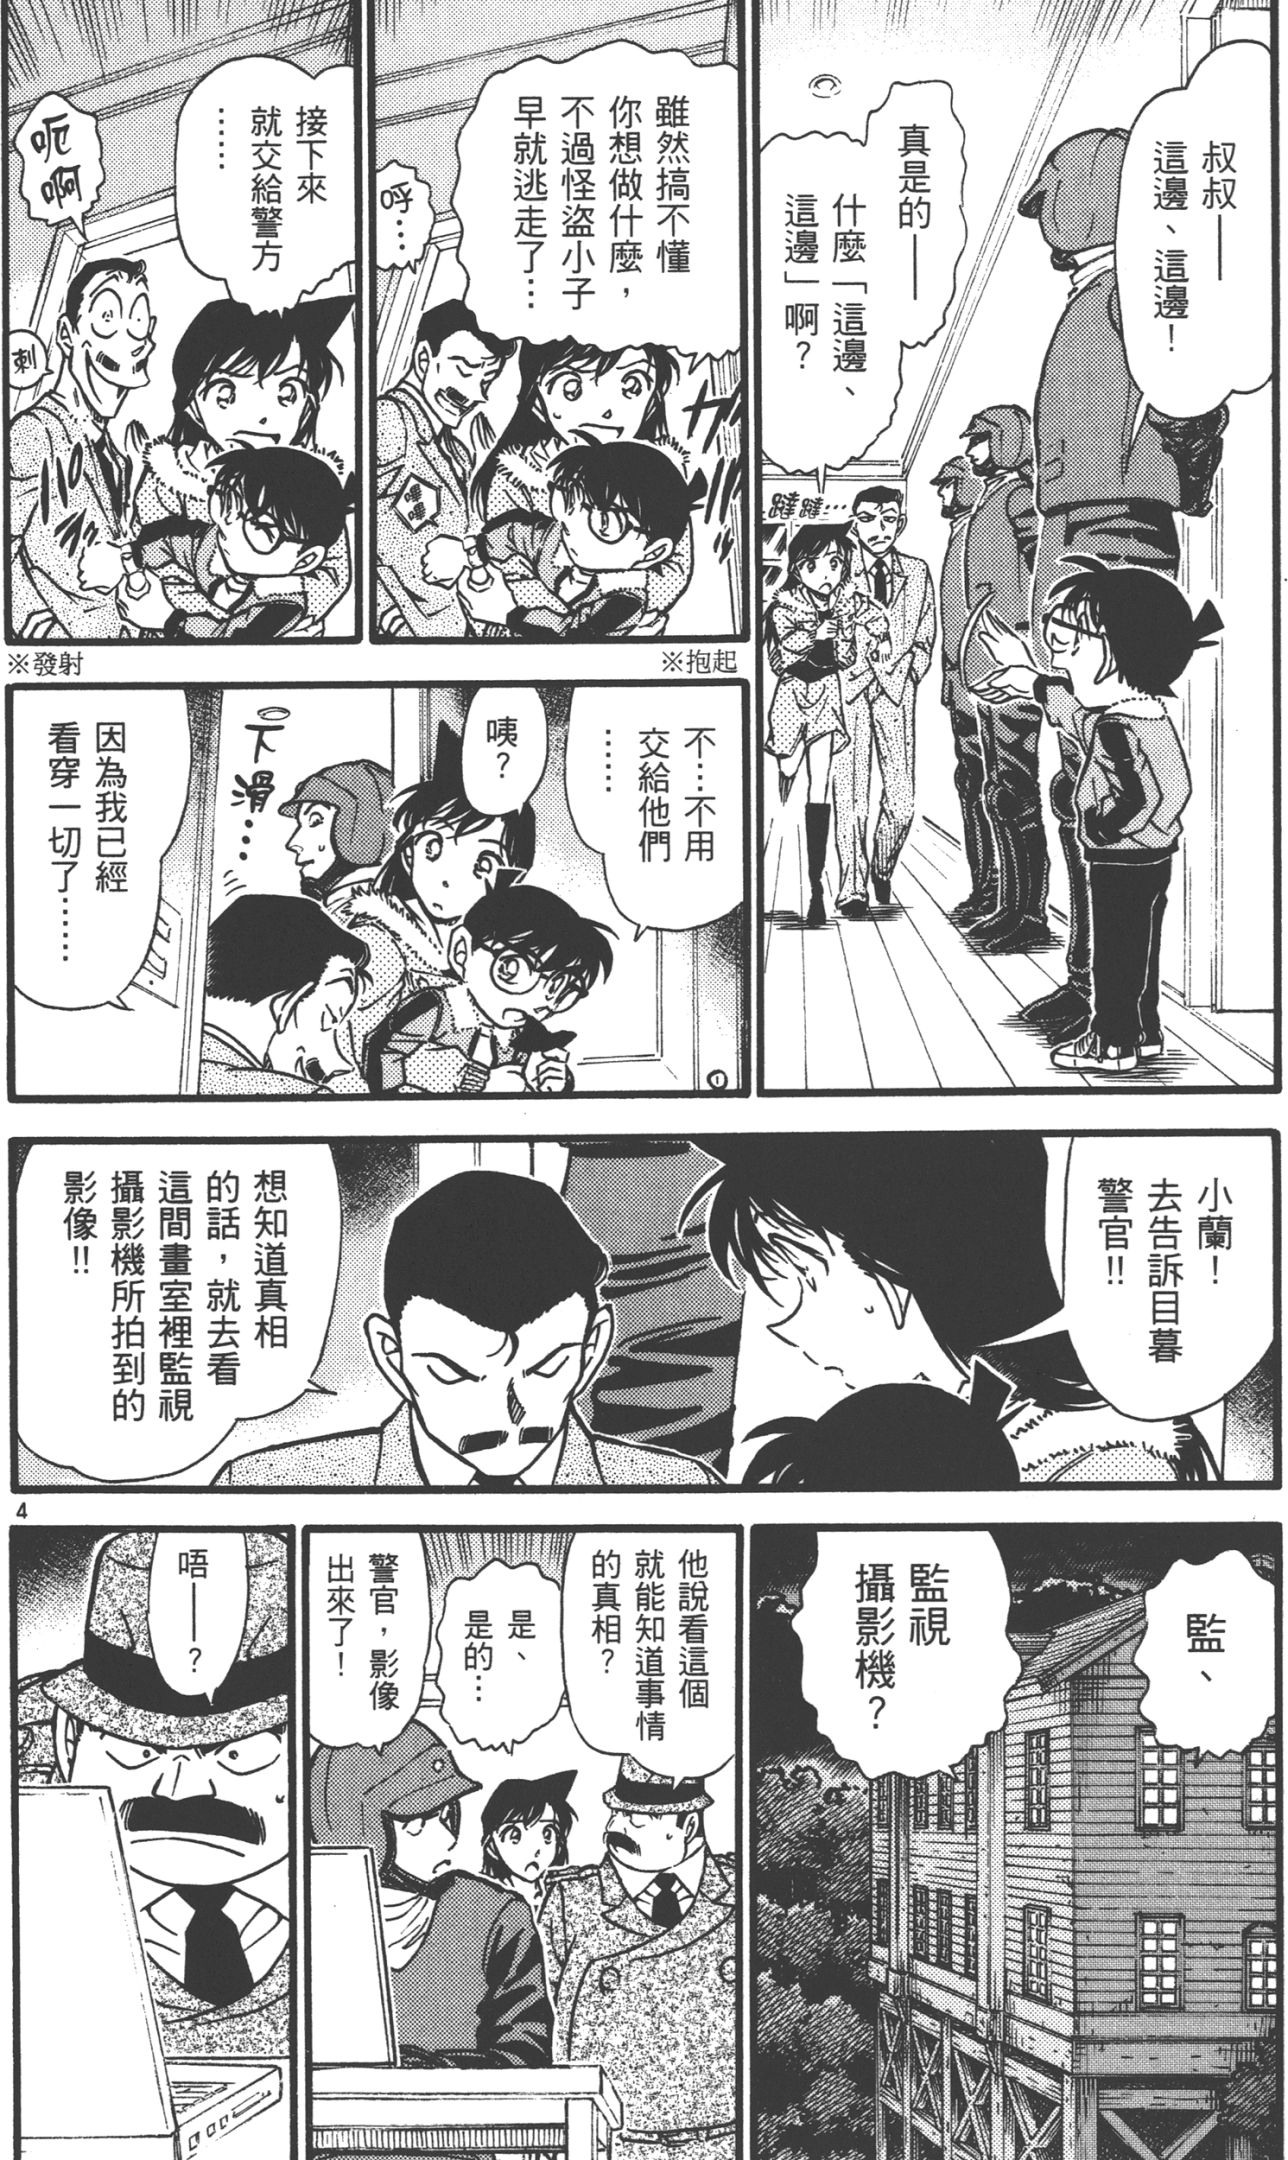 叔叔——
這邊、這邊！
真是的——
什麼「這邊、
這邊」啊？
躂躂…
雖然搞不懂
你想做什麼，
不過怪盜小子
早就逃走了…
呼…
嗶嗶
※抱起
接下來
就交給警方
……
呃啊
刺
※發射
不…不用
交給他們
……
咦？
下滑…
因為我已經
看穿一切了……
1
小蘭！
去告訴目暮
警官!!
想知道真相
的話，就去看
這間畫室裡監視
攝影機所拍到的
影像!!
4
監、
監視
攝影機？
他說看這個
就能知道事情
的真相？
是、
是的…
警官，影像
出來了！
唔——？